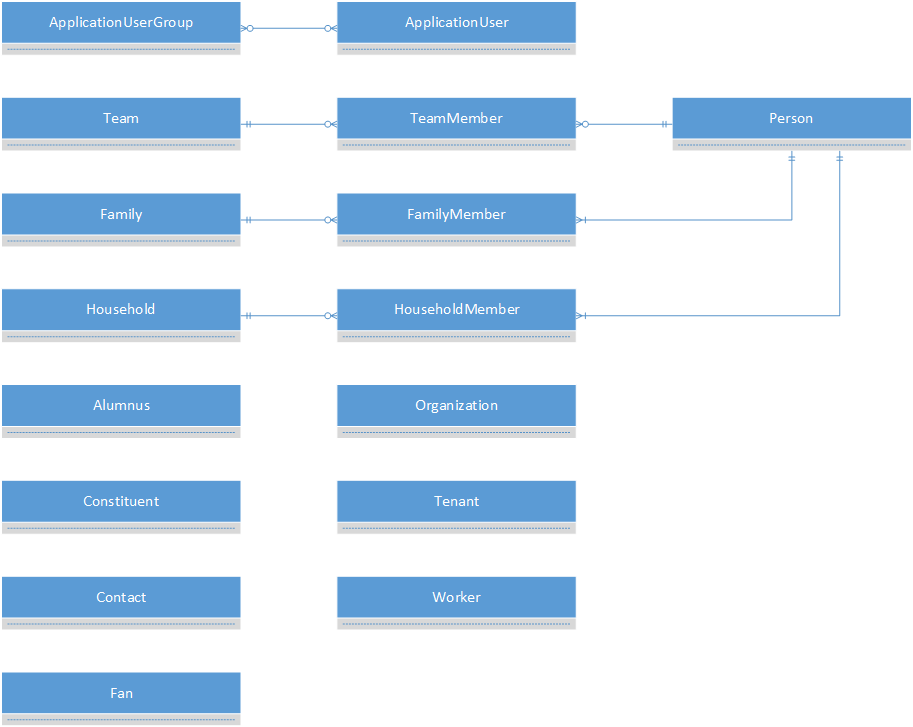 ApplicationUserGroup
ApplicationUser
Team
TeamMember
Person
Family
FamilyMember
Household
HouseholdMember
Alumnus
Organization
Constituent
Tenant
Contact
Worker
Fan